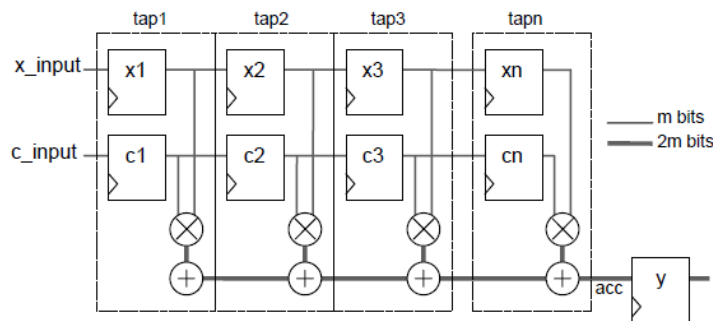 tap1 tap2 tap3 tapn
x_input x1 x2 x3 xn
m bits
2m bits
c_input c1 c2 c3 cn
acc y